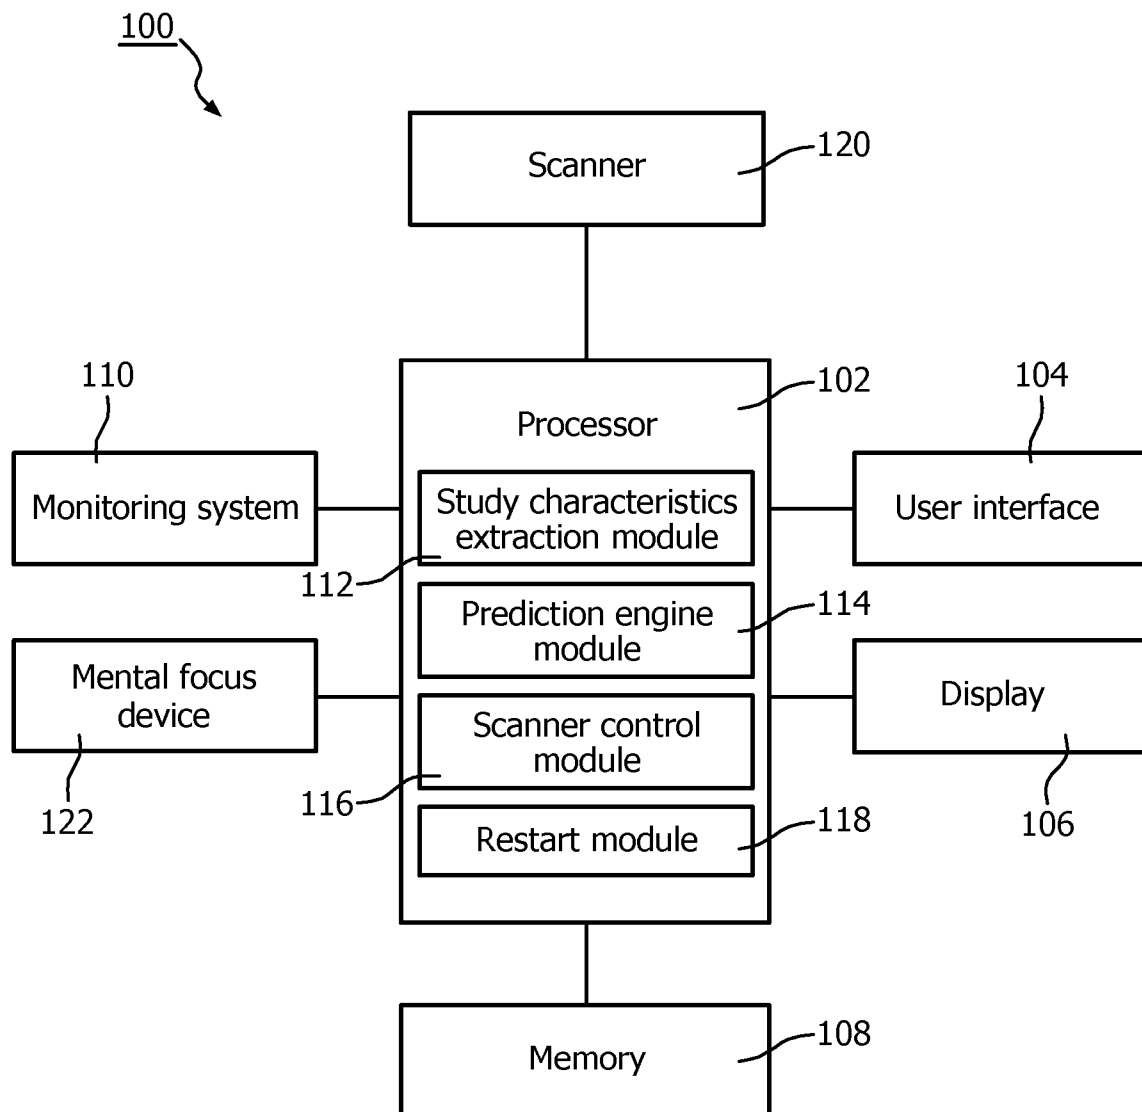 100
Scanner
120
110
102
104
Processor
Monitoring system
Study characteristics
extraction module
User interface
112
Prediction engine
module
114
Mental focus
device
Display
Scanner control
module
116
122
Restart module
118
106
Memory
108